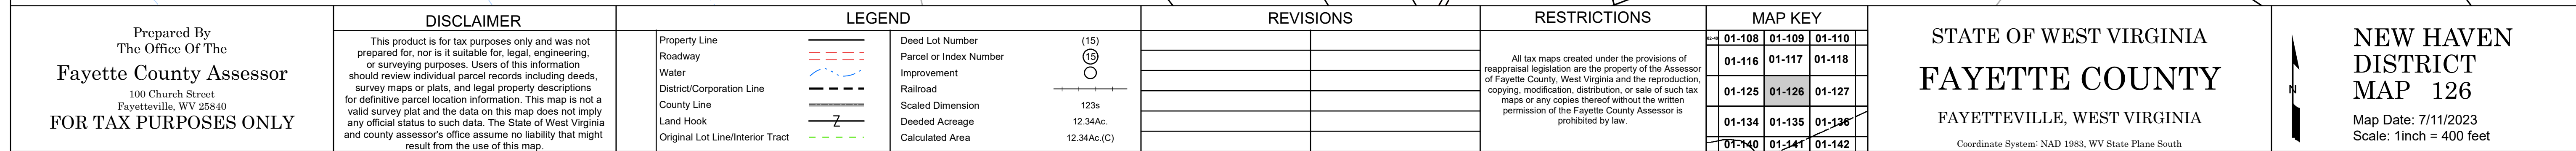 Prepared By
The Office Of The
Fayette County Assessor
100 Church Street
Fayetteville, WV 25840
FOR TAX PURPOSES ONLY
DISCLAIMER
This product is for tax purposes only and was not
prepared for, nor is it suitable for, legal, engineering,
or surveying purposes. Users of this information
should review individual parcel records including deeds,
survey maps or plats, and legal property descriptions
for definitive parcel location information. This map is not a
valid survey plat and the data on this map does not imply
any official status to such data. The State of West Virginia
and county assessor's office assume no liability that might
result from the use of this map.
LEGEND
Property Line
Roadway
Water
District/Corporation Line
County Line
Land Hook
Original Lot Line/Interior Tract
Deed Lot Number (15)
Parcel or Index Number 15
Improvement
Railroad
Scaled Dimension 123s
Deeded Acreage 12.34Ac.
Calculated Area 12.34Ac.(C)
REVISIONS
RESTRICTIONS
All tax maps created under the provisions of
reappraisal legislation are the property of the Assessor
of Fayette County, West Virginia and the reproduction,
copying, modification, distribution, or sale of such tax
maps or any copies thereof without the written
permission of the Fayette County Assessor is
prohibited by law.
MAP KEY
01-108 01-109 01-110
01-116 01-117 01-118
01-125 01-126 01-127
01-134 01-135 01-136
01-140 01-141 01-142
STATE OF WEST VIRGINIA
FAYETTE COUNTY
FAYETTEVILLE, WEST VIRGINIA
Coordinate System: NAD 1983, WV State Plane South
N
NEW HAVEN
DISTRICT
MAP 126
Map Date: 7/11/2023
Scale: 1inch = 400 feet